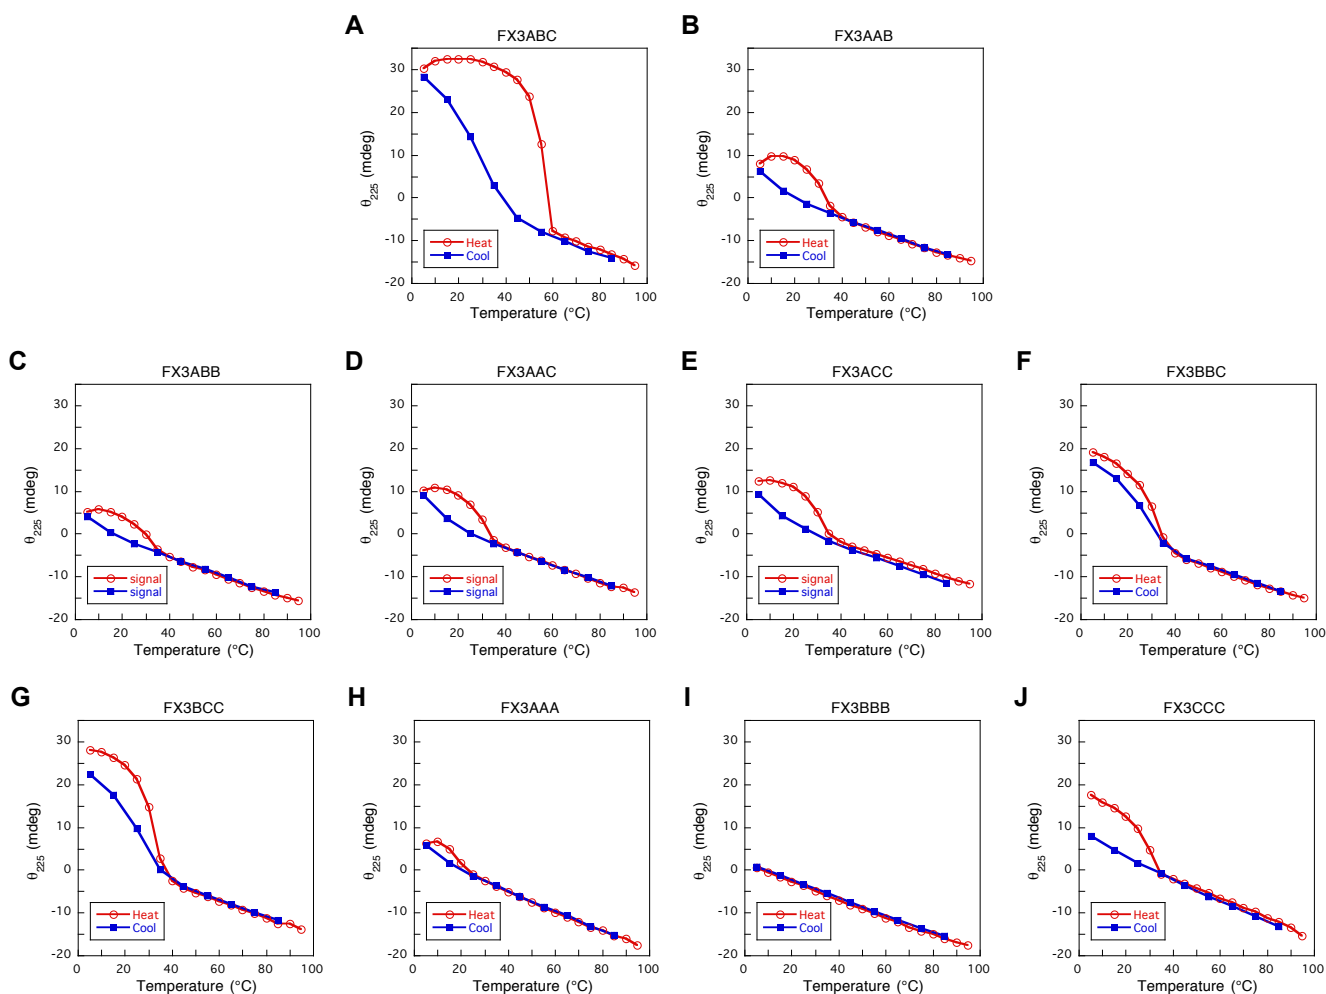 A
FX3ABC
30
20
10
0
-10
-20
θ225 (mdeg)
Heat
Cool
0 20 40 60 80 100
Temperature (°C)
B
FX3AAB
30
20
10
0
-10
-20
θ225 (mdeg)
Heat
Cool
0 20 40 60 80 100
Temperature (°C)
C
FX3ABB
30
20
10
0
-10
-20
θ225 (mdeg)
signal
signal
0 20 40 60 80 100
Temperature (°C)
D
FX3AAC
30
20
10
0
-10
-20
θ225 (mdeg)
signal
signal
0 20 40 60 80 100
Temperature (°C)
E
FX3ACC
30
20
10
0
-10
-20
θ225 (mdeg)
signal
signal
0 20 40 60 80 100
Temperature (°C)
F
FX3BBC
30
20
10
0
-10
-20
θ225 (mdeg)
Heat
Cool
0 20 40 60 80 100
Temperature (°C)
G
FX3BCC
30
20
10
0
-10
-20
θ225 (mdeg)
Heat
Cool
0 20 40 60 80 100
Temperature (°C)
H
FX3AAA
30
20
10
0
-10
-20
θ225 (mdeg)
Heat
Cool
0 20 40 60 80 100
Temperature (°C)
I
FX3BBB
30
20
10
0
-10
-20
θ225 (mdeg)
Heat
Cool
0 20 40 60 80 100
Temperature (°C)
J
FX3CCC
30
20
10
0
-10
-20
θ225 (mdeg)
Heat
Cool
0 20 40 60 80 100
Temperature (°C)